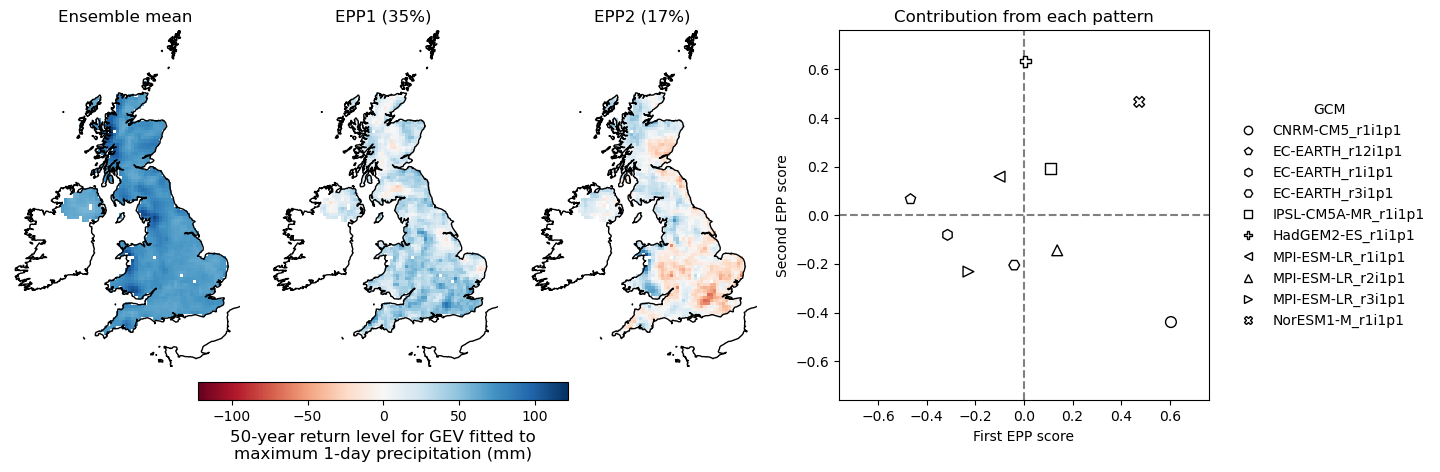 Ensemble mean
EPP1 (35%)
EPP2 (17%)
Contribution from each pattern
−100
−50
0
50
100
50-year return level for GEV fitted to
maximum 1-day precipitation (mm)
Second EPP score
0.6
0.4
0.2
0.0
−0.2
−0.4
−0.6
−0.6
−0.4
−0.2
0.0
0.2
0.4
0.6
First EPP score
GCM
CNRM-CM5_r1i1p1
EC-EARTH_r12i1p1
EC-EARTH_r1i1p1
EC-EARTH_r3i1p1
IPSL-CM5A-MR_r1i1p1
HadGEM2-ES_r1i1p1
MPI-ESM-LR_r1i1p1
MPI-ESM-LR_r2i1p1
MPI-ESM-LR_r3i1p1
NorESM1-M_r1i1p1